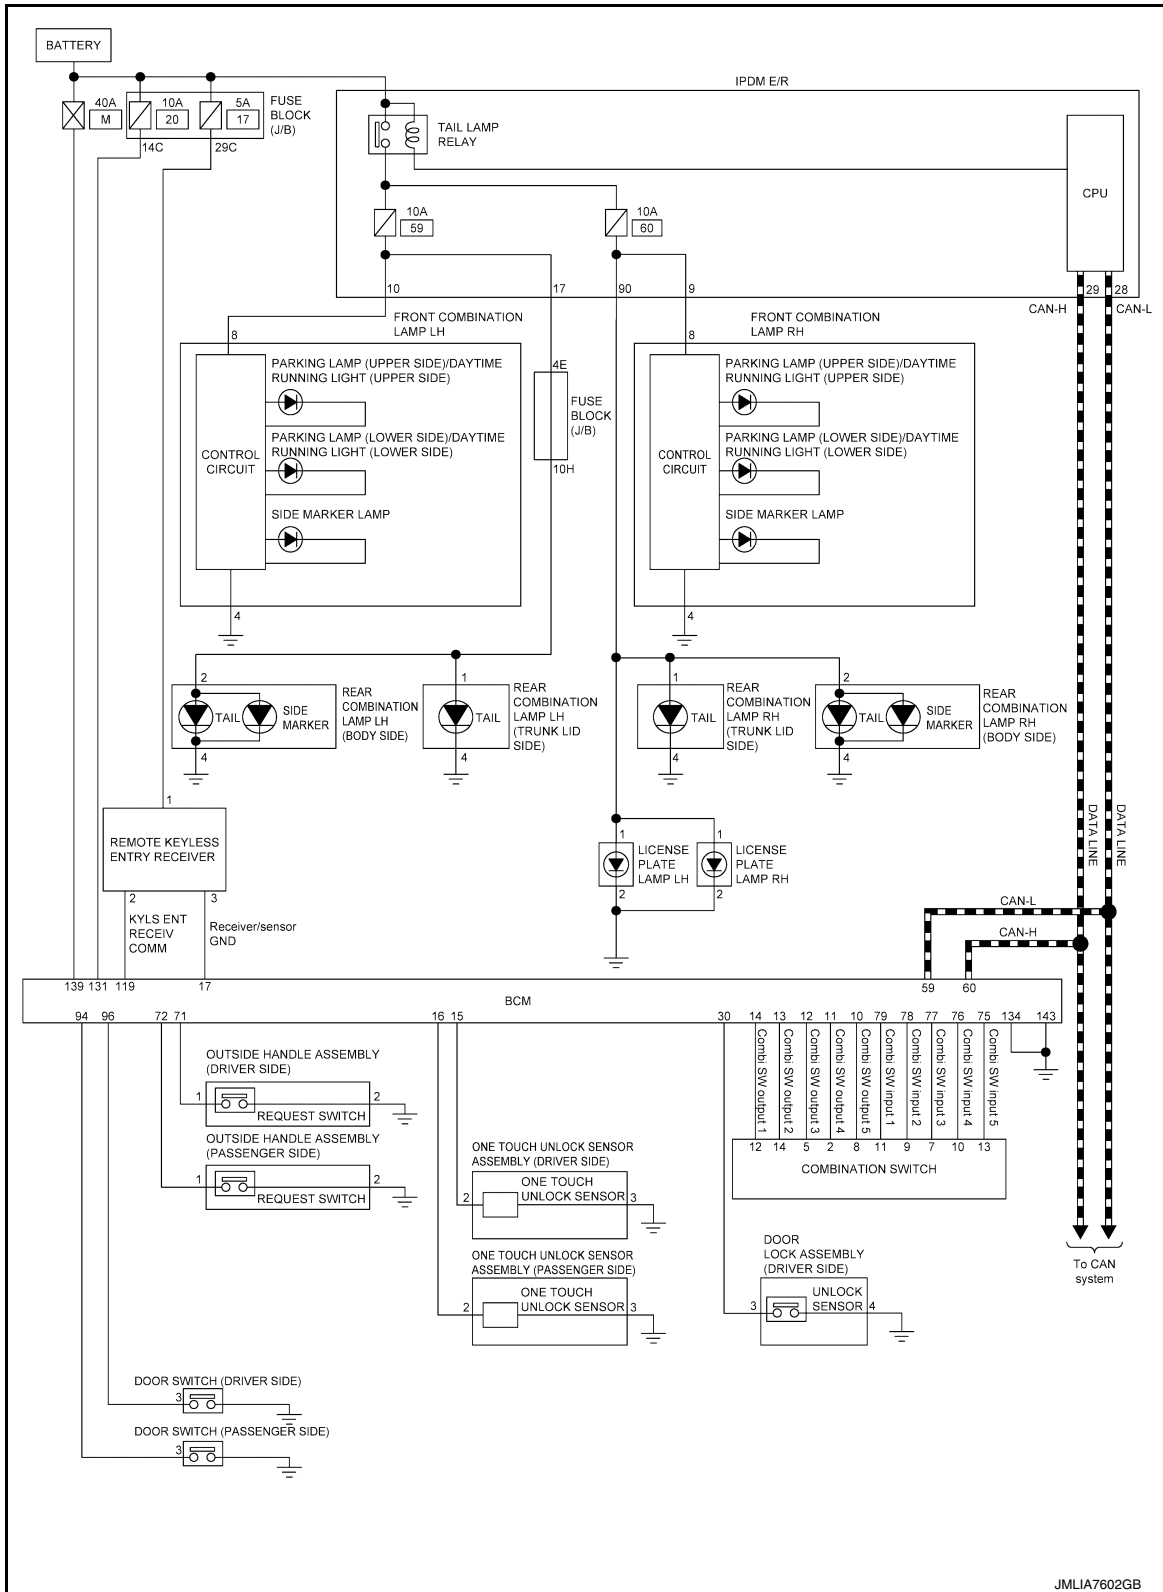 BATTERY
IPDM E/R
40A
M
10A
20
5A
17
FUSE
BLOCK
(J/B)
14C
29C
TAIL LAMP
RELAY
CPU
10A
59
10A
60
10
17
90
9
29
28
CAN-H
CAN-L
FRONT COMBINATION
LAMP LH
8
CONTROL
CIRCUIT
PARKING LAMP (UPPER SIDE)/DAYTIME
RUNNING LIGHT (UPPER SIDE)
PARKING LAMP (LOWER SIDE)/DAYTIME
RUNNING LIGHT (LOWER SIDE)
SIDE MARKER LAMP
4
4E
FUSE
BLOCK
(J/B)
10H
FRONT COMBINATION
LAMP RH
8
CONTROL
CIRCUIT
PARKING LAMP (UPPER SIDE)/DAYTIME
RUNNING LIGHT (UPPER SIDE)
PARKING LAMP (LOWER SIDE)/DAYTIME
RUNNING LIGHT (LOWER SIDE)
SIDE MARKER LAMP
4
2
TAIL
SIDE
MARKER
4
REAR
COMBINATION
LAMP LH
(BODY SIDE)
1
TAIL
4
REAR
COMBINATION
LAMP LH
(TRUNK LID
SIDE)
1
TAIL
4
REAR
COMBINATION
LAMP RH
(TRUNK LID
SIDE)
2
TAIL
SIDE
MARKER
4
REAR
COMBINATION
LAMP RH
(BODY SIDE)
1
REMOTE KEYLESS
ENTRY RECEIVER
2
3
KYLS ENT
RECEIV
COMM
Receiver/sensor
GND
1
LICENSE
PLATE
LAMP LH
2
1
LICENSE
PLATE
LAMP RH
2
DATA LINE
DATA LINE
CAN-L
CAN-H
139
131
119
17
59
60
BCM
94
96
72
71
16
15
30
14
13
12
11
10
79
78
77
76
75
134
143
Combi SW output 1
Combi SW output 2
Combi SW output 3
Combi SW output 4
Combi SW output 5
Combi SW input 1
Combi SW input 2
Combi SW input 3
Combi SW input 4
Combi SW input 5
12
14
5
2
8
11
9
7
10
13
COMBINATION SWITCH
OUTSIDE HANDLE ASSEMBLY
(DRIVER SIDE)
1
2
REQUEST SWITCH
OUTSIDE HANDLE ASSEMBLY
(PASSENGER SIDE)
1
2
REQUEST SWITCH
ONE TOUCH UNLOCK SENSOR
ASSEMBLY (DRIVER SIDE)
2
ONE TOUCH
UNLOCK SENSOR
3
ONE TOUCH UNLOCK SENSOR
ASSEMBLY (PASSENGER SIDE)
2
ONE TOUCH
UNLOCK SENSOR
3
DOOR
LOCK ASSEMBLY
(DRIVER SIDE)
3
UNLOCK
SENSOR
4
To CAN
system
DOOR SWITCH (DRIVER SIDE)
3
DOOR SWITCH (PASSENGER SIDE)
3
JMLIA7602GB